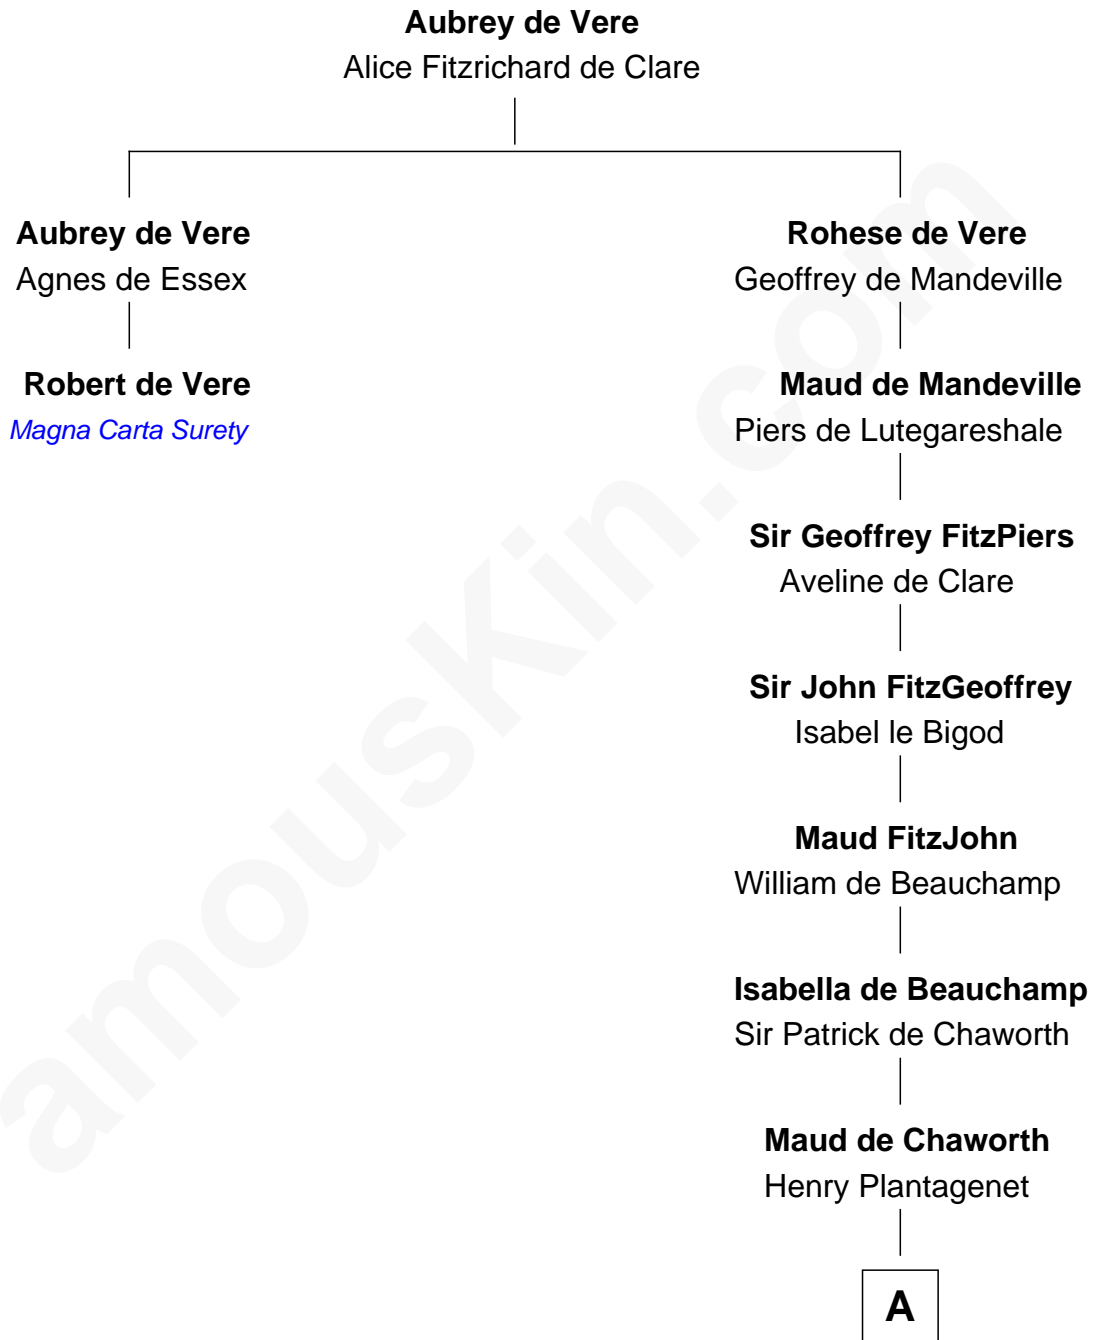 Aubrey de Vere
Alice Fitzrichard de Clare
Aubrey de Vere
Agnes de Essex
Rohese de Vere
Geoffrey de Mandeville
Robert de Vere
Magna Carta Surety
Maud de Mandeville
Piers de Lutegareshale
Sir Geoffrey FitzPiers
Aveline de Clare
Sir John FitzGeoffrey
Isabel le Bigod
Maud FitzJohn
William de Beauchamp
Isabella de Beauchamp
Sir Patrick de Chaworth
Maud de Chaworth
Henry Plantagenet
A
amouskin.com